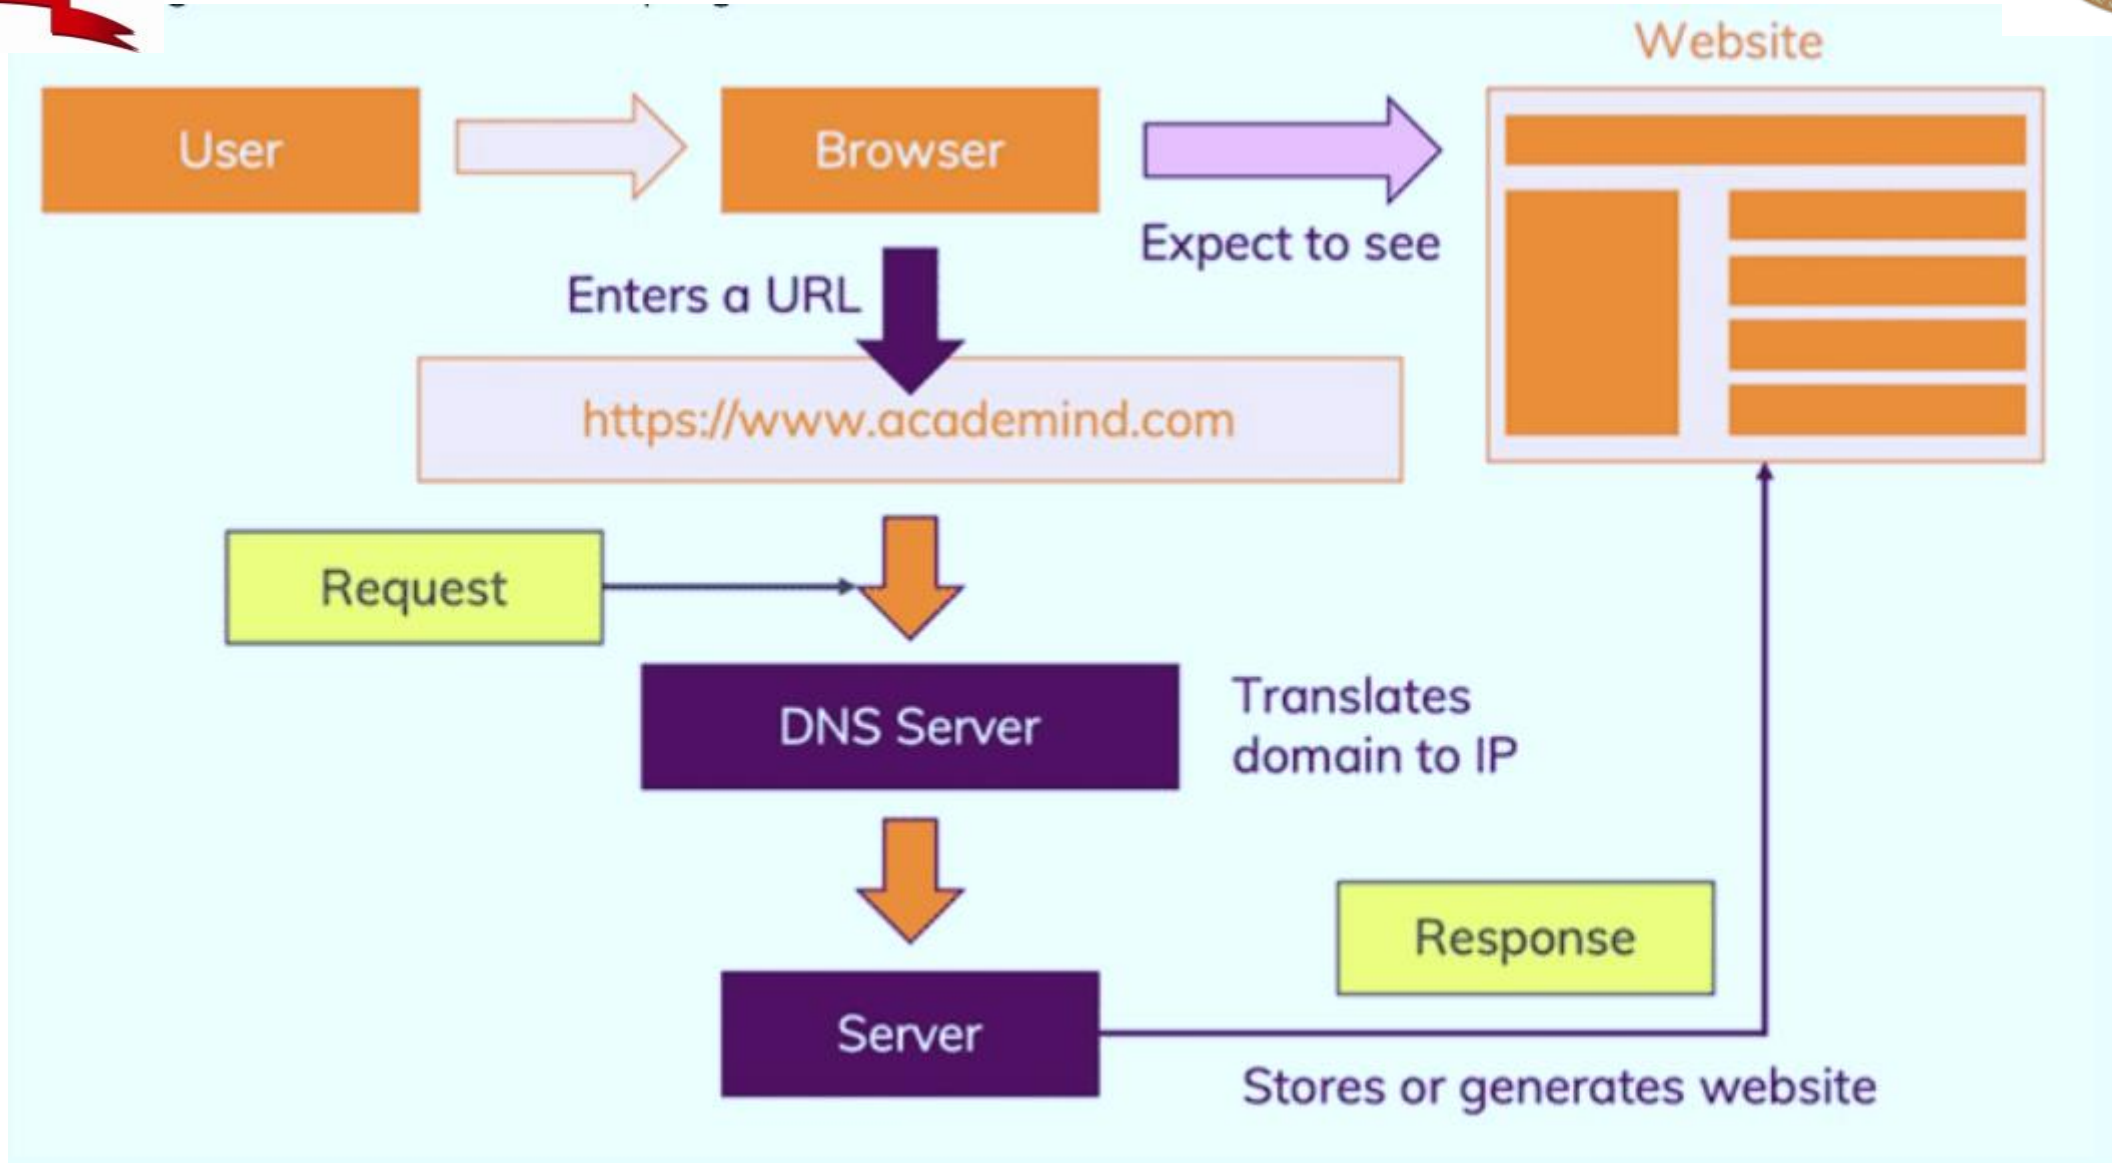 Website
User
Browser
Expect to see
Enters a URL
https://www.academind.com
Request
DNS Server
Translates
domain to IP
Response
Server
Stores or generates website